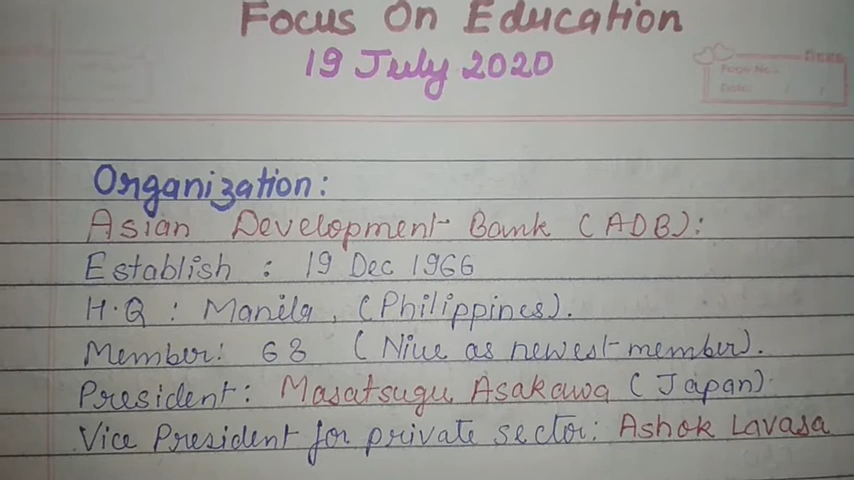 Focus On Education
19 July 2020
Organization:
Asian Development Bank (ADB):
Establish : 19 Dec 1966
H.Q : Manila, (Philippines).
Member: 68 (Niue as newest member).
President: Masatsugu Asakawa (Japan).
Vice President for private sector: Ashok Lavasa